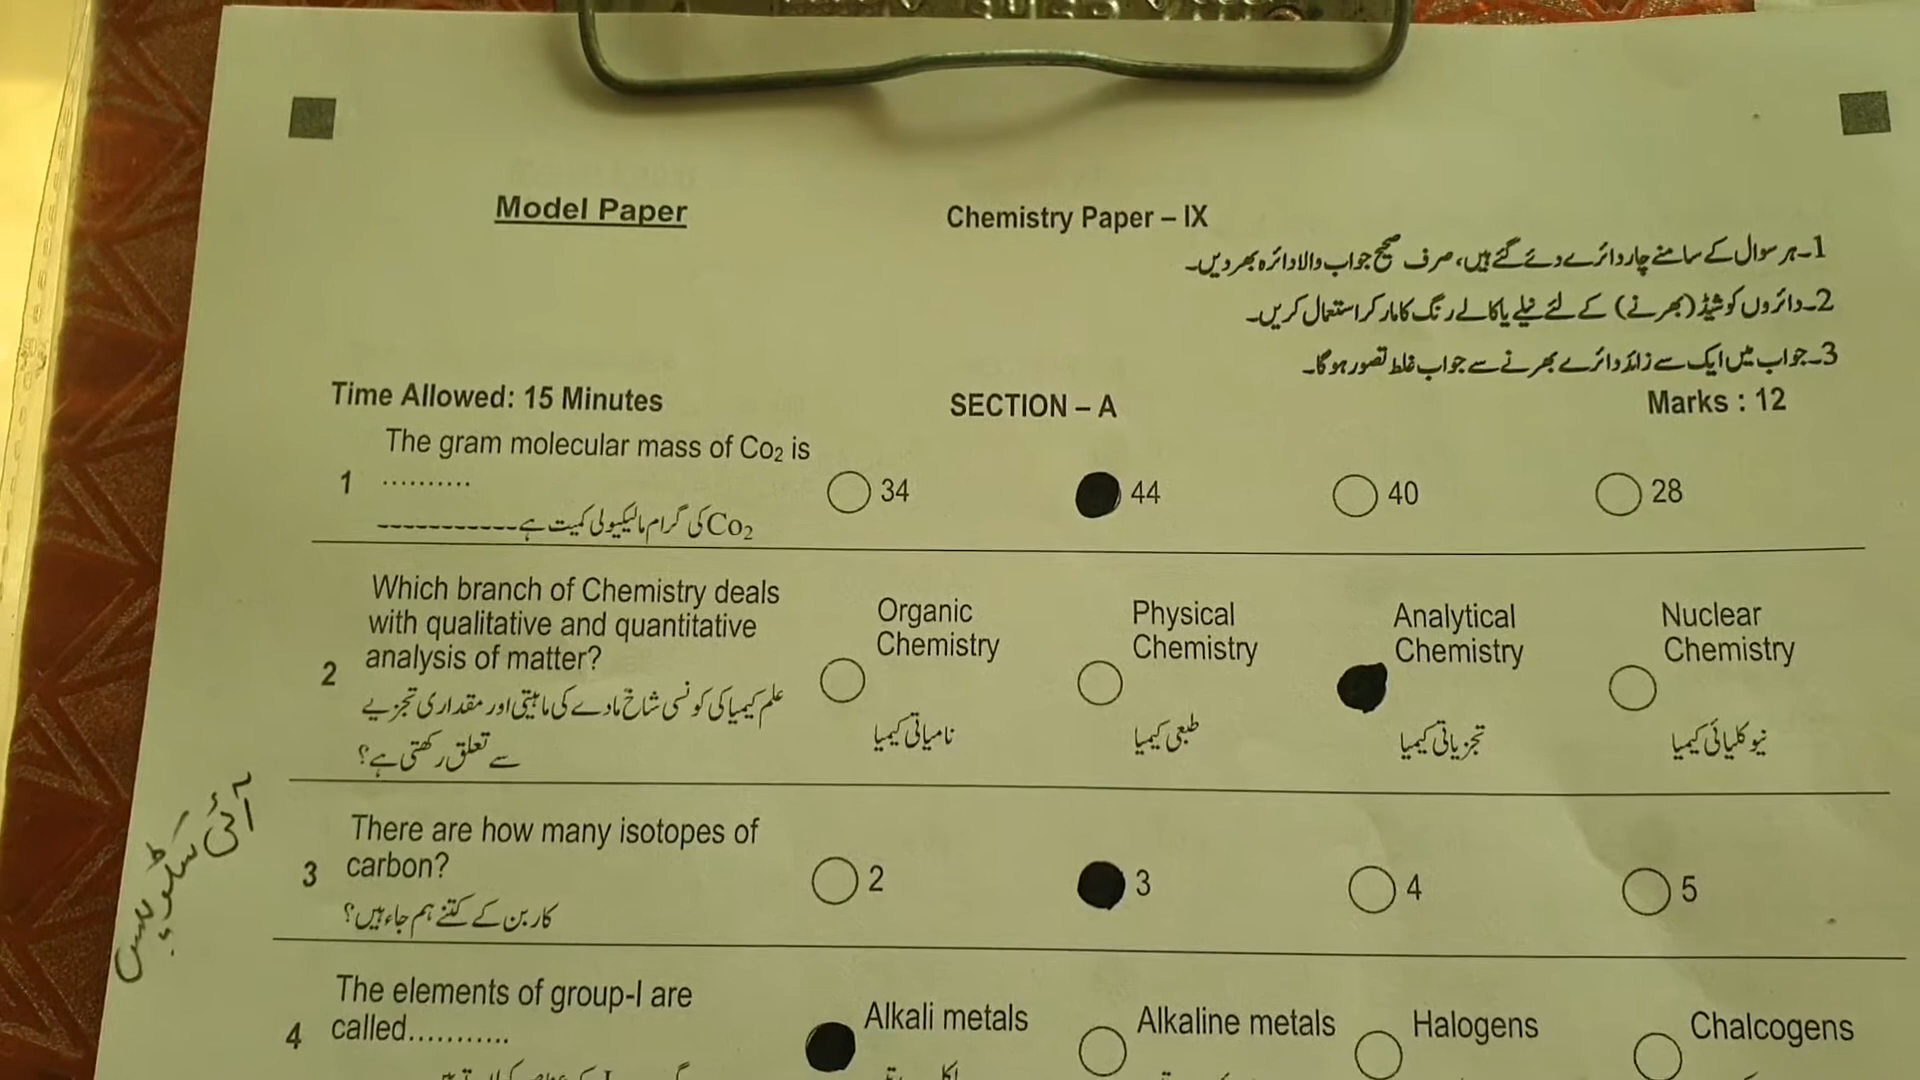 Model Paper
Chemistry Paper – IX
1۔ہر سوال کے سامنے چار دائرے دئے گئے ہیں، صرف صحیح جواب والا دائرہ بھر دیں۔
2۔دائروں کو شیڈ (بھرنے) کے لئے نیلے یا کالے رنگ کا مارکر استعمال کریں۔
3۔جواب میں ایک سے زائد دائرے بھرنے سے جواب غلط تصور ہوگا۔
Time Allowed: 15 Minutes
SECTION – A
Marks : 12
The gram molecular mass of Co₂ is
1 ..........
34 44 40 28
Co₂ کی گرام مالیکیولی کمیت ہے-----------
Which branch of Chemistry deals
with qualitative and quantitative
2 analysis of matter?
علم کیمیا کی کونسی شاخ مادے کی ماہیتی اور مقداری تجزیے
سے تعلق رکھتی ہے؟
Organic
Chemistry
نامیاتی کیمیا
Physical
Chemistry
طبعی کیمیا
Analytical
Chemistry
تجزیاتی کیمیا
Nuclear
Chemistry
نیوکلیائی کیمیا
آئی سوٹوپس
There are how many isotopes of
3 carbon?
کاربن کے کتنے ہم جاء ہیں؟
2 3 4 5
The elements of group-I are
4 called...........
Alkali metals Alkaline metals Halogens Chalcogens